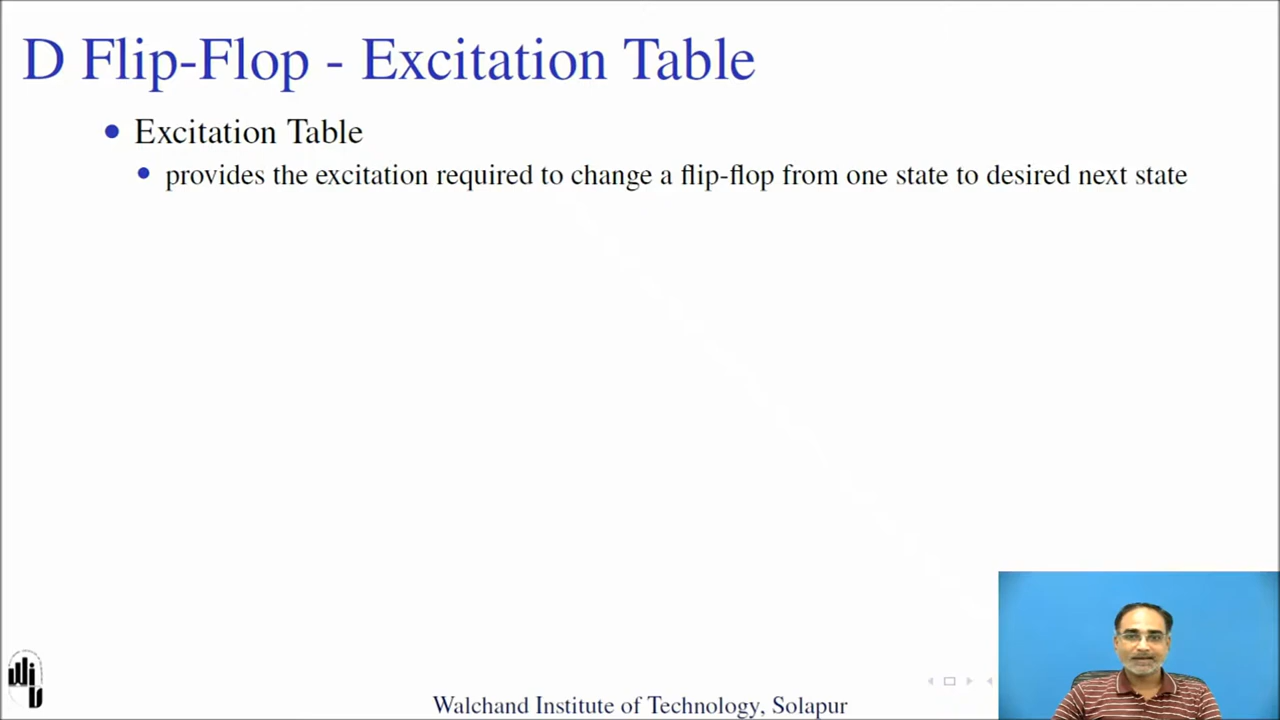 D Flip-Flop - Excitation Table
Excitation Table
provides the excitation required to change a flip-flop from one state to desired next state
Walchand Institute of Technology, Solapur